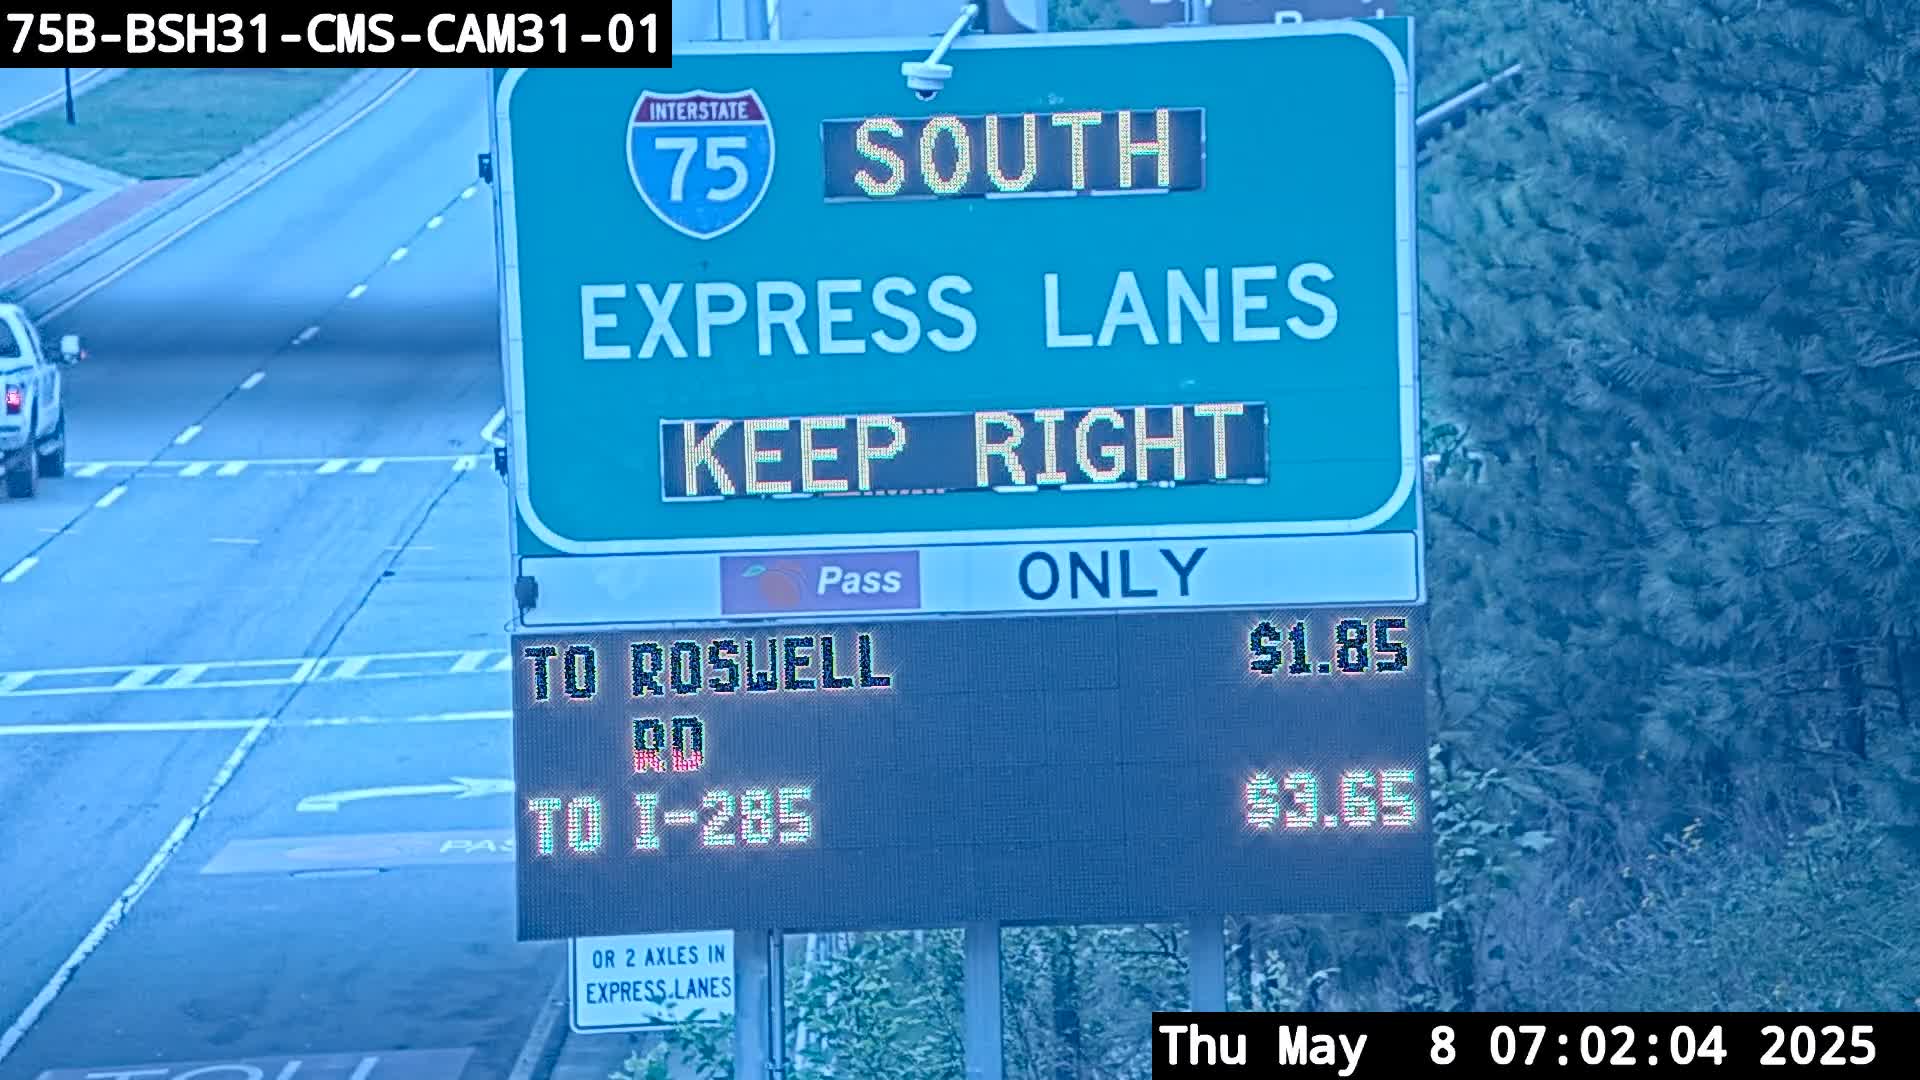 75B-BSH31-CMS-CAM31-01
INTERSTATE
75
SOUTH
EXPRESS LANES
KEEP RIGHT
Pass ONLY
TO ROSWELL $1.85
RD
TO I-285 $3.65
OR 2 AXLES IN
EXPRESS LANES
TOLL
Thu May 8 07:02:04 2025